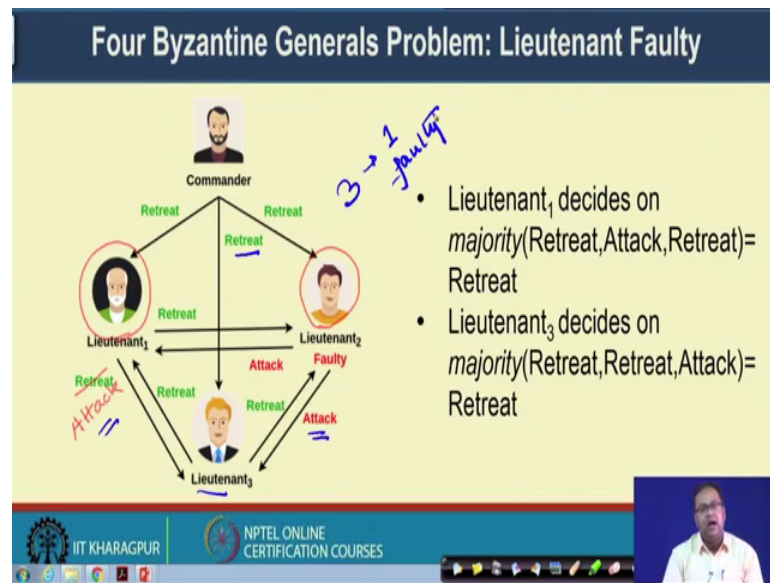 Four Byzantine Generals Problem: Lieutenant Faulty
Commander
Retreat
Retreat
Retreat
3 → 1 faulty
Retreat
Lieutenant₁
Lieutenant₂
Attack
Faulty
Retreat
Attack
Retreat
Retreat
Attack
Lieutenant₃
• Lieutenant₁ decides on
majority(Retreat,Attack,Retreat)=
Retreat
• Lieutenant₃ decides on
majority(Retreat,Retreat,Attack)=
Retreat
IIT KHARAGPUR
NPTEL ONLINE
CERTIFICATION COURSES